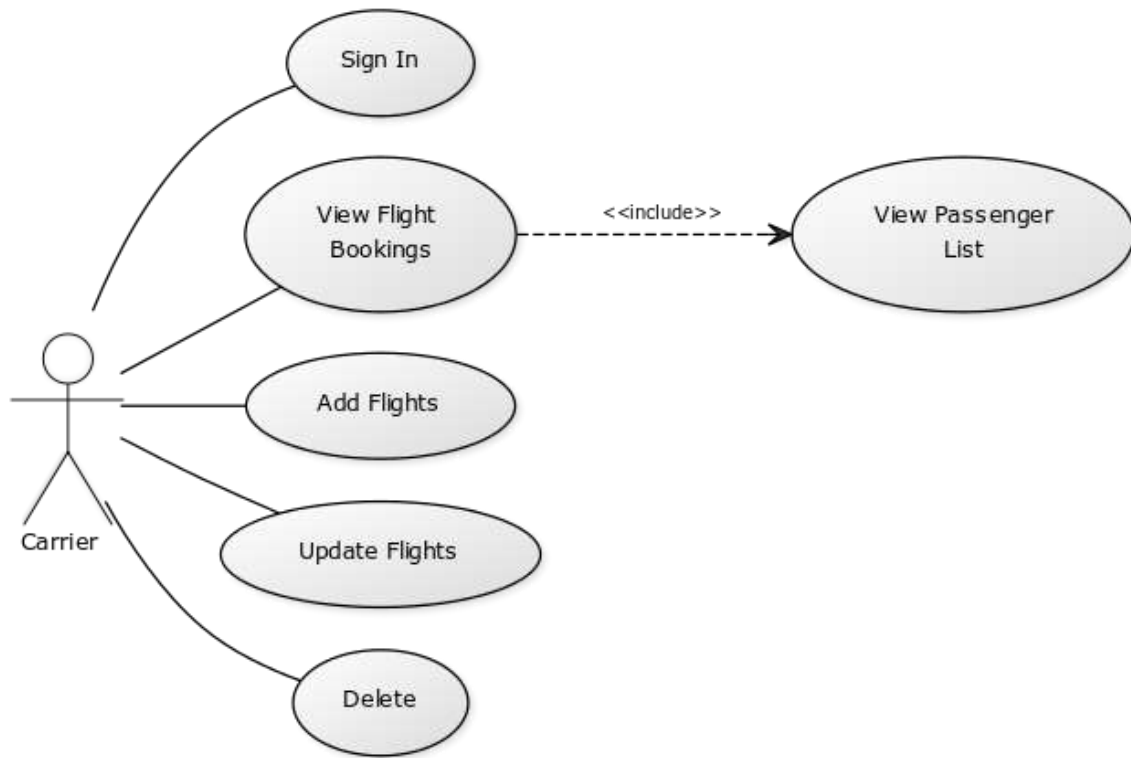 Sign In
View Flight
Bookings
<<include>>
View Passenger
List
Add Flights
Update Flights
Carrier
Delete